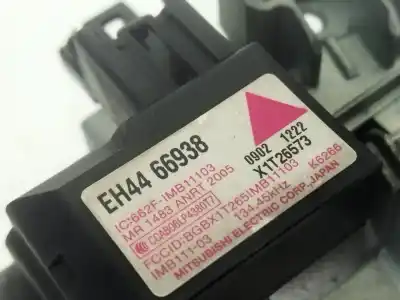 EH44 66938
0902 1222
X1T26573
IC:662F-IMB11103
MR 1483 ANRT 2005
K6266
FCCID:BGBX1T265IMB11103
IMB111-03 134.45kHz
MITSUBISHI ELECTRIC CORP. JAPAN